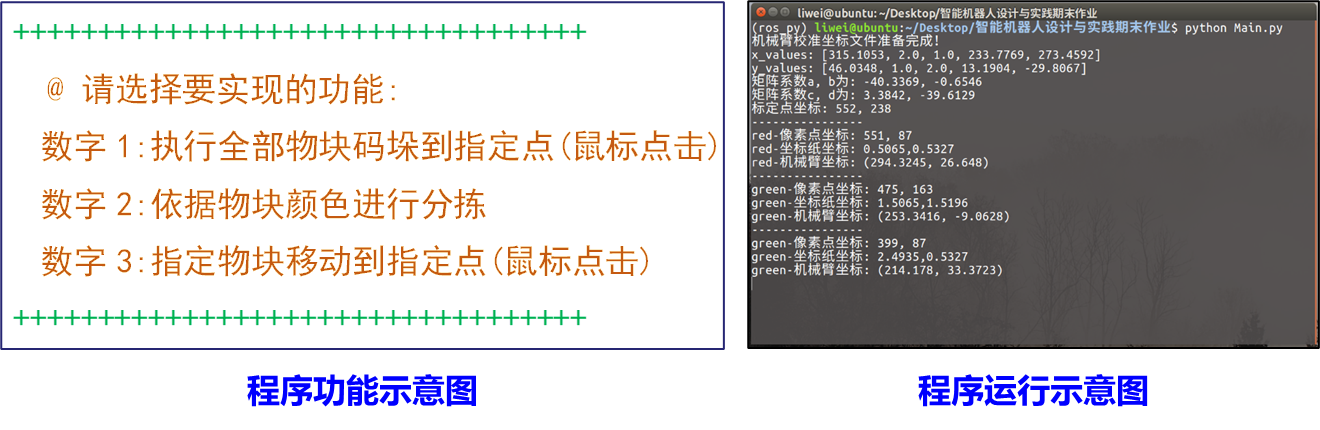 ++++++++++++++++++++++++++++++++++
@ 请选择要实现的功能:
数字 1:执行全部物块码垛到指定点(鼠标点击)
数字 2:依据物块颜色进行分拣
数字 3:指定物块移动到指定点(鼠标点击)
++++++++++++++++++++++++++++++++++
程序功能示意图
liwei@ubuntu: ~/Desktop/智能机器人设计与实践期末作业
(ros_py) liwei@ubuntu:~/Desktop/智能机器人设计与实践期末作业$ python Main.py
机械臂校准坐标文件准备完成!
x_values: [315.1053, 2.0, 1.0, 233.7769, 273.4592]
y_values: [46.0348, 1.0, 2.0, 13.1904, -29.8067]
矩阵系数a, b为: -40.3369, -0.6546
矩阵系数c, d为: 3.3842, -39.6129
标定点坐标: 552, 238
----------------
red-像素点坐标: 551, 87
red-坐标纸坐标: 0.5065,0.5327
red-机械臂坐标: (294.3245, 26.648)
----------------
green-像素点坐标: 475, 163
green-坐标纸坐标: 1.5065,1.5196
green-机械臂坐标: (253.3416, -9.0628)
----------------
green-像素点坐标: 399, 87
green-坐标纸坐标: 2.4935,0.5327
green-机械臂坐标: (214.178, 33.3723)
程序运行示意图